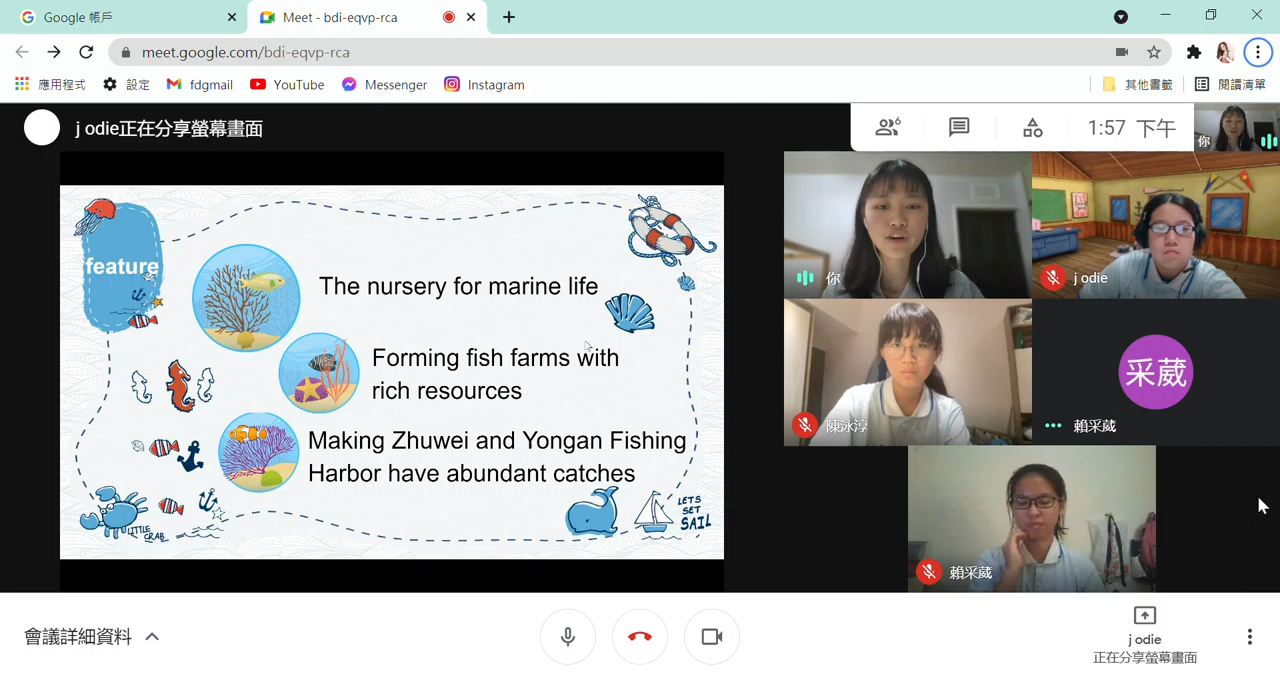 Google 帳戶
Meet - bdi-eqvp-rca
meet.google.com/bdi-eqvp-rca
應用程式
設定
fdgmail
YouTube
Messenger
Instagram
其他書籤
閱讀清單
j odie正在分享螢幕畫面
6
1:57 下午
你
feature
The nursery for marine life
Forming fish farms with
rich resources
Making Zhuwei and Yongan Fishing
Harbor have abundant catches
LITTLE
CRAB
LETS
SET
SAIL
你
j odie
陳泳淳
采葳
賴采葳
賴采葳
會議詳細資料
j odie
正在分享螢幕畫面